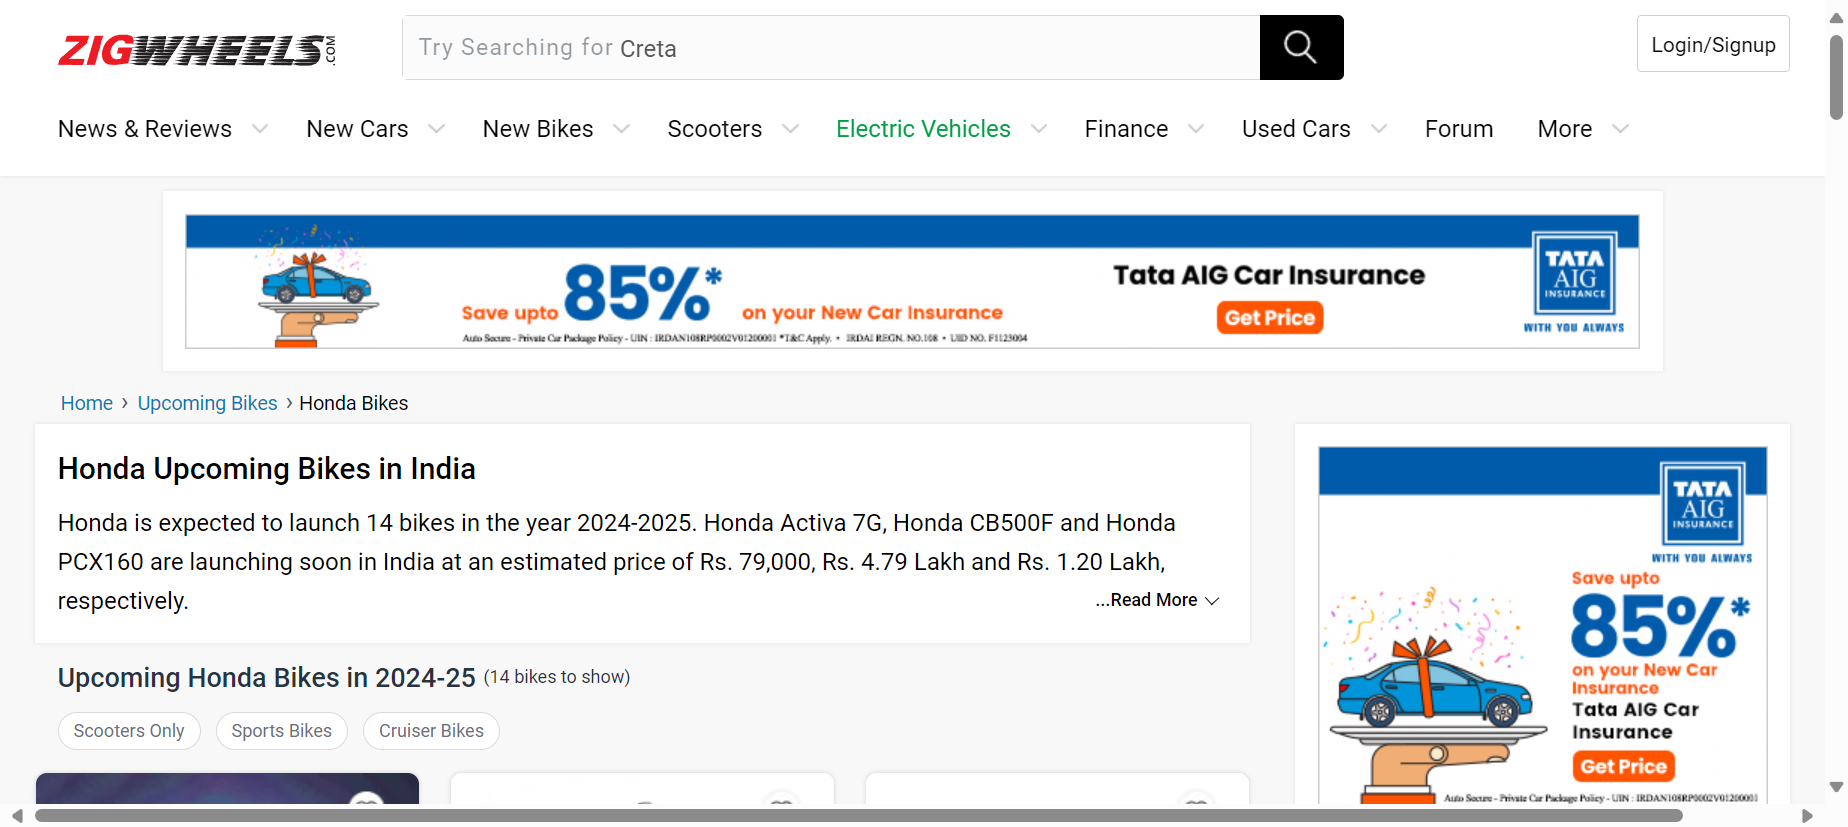 ZIGWHEELS.COM
Try Searching for Creta
Login/Signup
News & Reviews
New Cars
New Bikes
Scooters
Electric Vehicles
Finance
Used Cars
Forum
More
Save upto 85%* on your New Car Insurance
Auto Secure - Private Car Package Policy - UIN : IRDAN108RP0002V01200001 *T&C Apply. • IRDAI REGN. NO.108 • UID NO. F1123004
Tata AIG Car Insurance
Get Price
TATA
AIG
INSURANCE
WITH YOU ALWAYS
Home › Upcoming Bikes › Honda Bikes
Honda Upcoming Bikes in India
Honda is expected to launch 14 bikes in the year 2024-2025. Honda Activa 7G, Honda CB500F and Honda
PCX160 are launching soon in India at an estimated price of Rs. 79,000, Rs. 4.79 Lakh and Rs. 1.20 Lakh,
respectively.
...Read More
Upcoming Honda Bikes in 2024-25 (14 bikes to show)
Scooters Only
Sports Bikes
Cruiser Bikes
TATA
AIG
INSURANCE
WITH YOU ALWAYS
Save upto
85%*
on your New Car
Insurance
Tata AIG Car
Insurance
Get Price
Auto Secure - Private Car Package Policy - UIN : IRDAN108RP0002V01200001